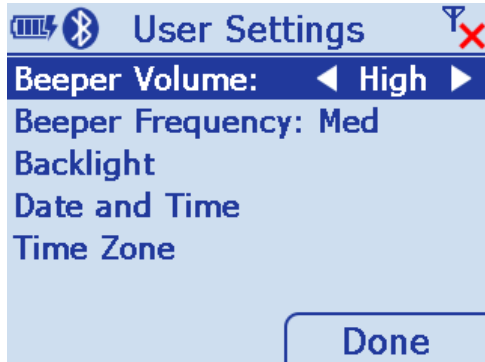 User Settings
Beeper Volume: High
Beeper Frequency: Med
Backlight
Date and Time
Time Zone
Done